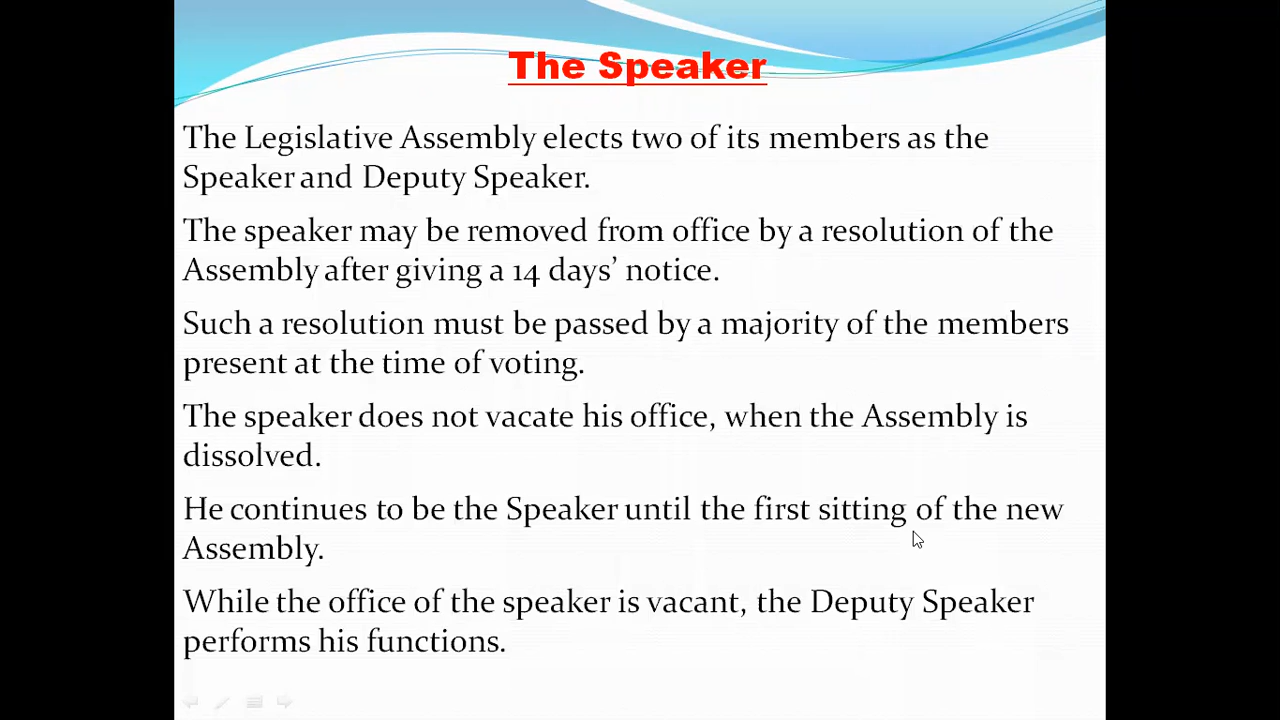 The Speaker
The Legislative Assembly elects two of its members as the
Speaker and Deputy Speaker.
The speaker may be removed from office by a resolution of the
Assembly after giving a 14 days’ notice.
Such a resolution must be passed by a majority of the members
present at the time of voting.
The speaker does not vacate his office, when the Assembly is
dissolved.
He continues to be the Speaker until the first sitting of the new
Assembly.
While the office of the speaker is vacant, the Deputy Speaker
performs his functions.